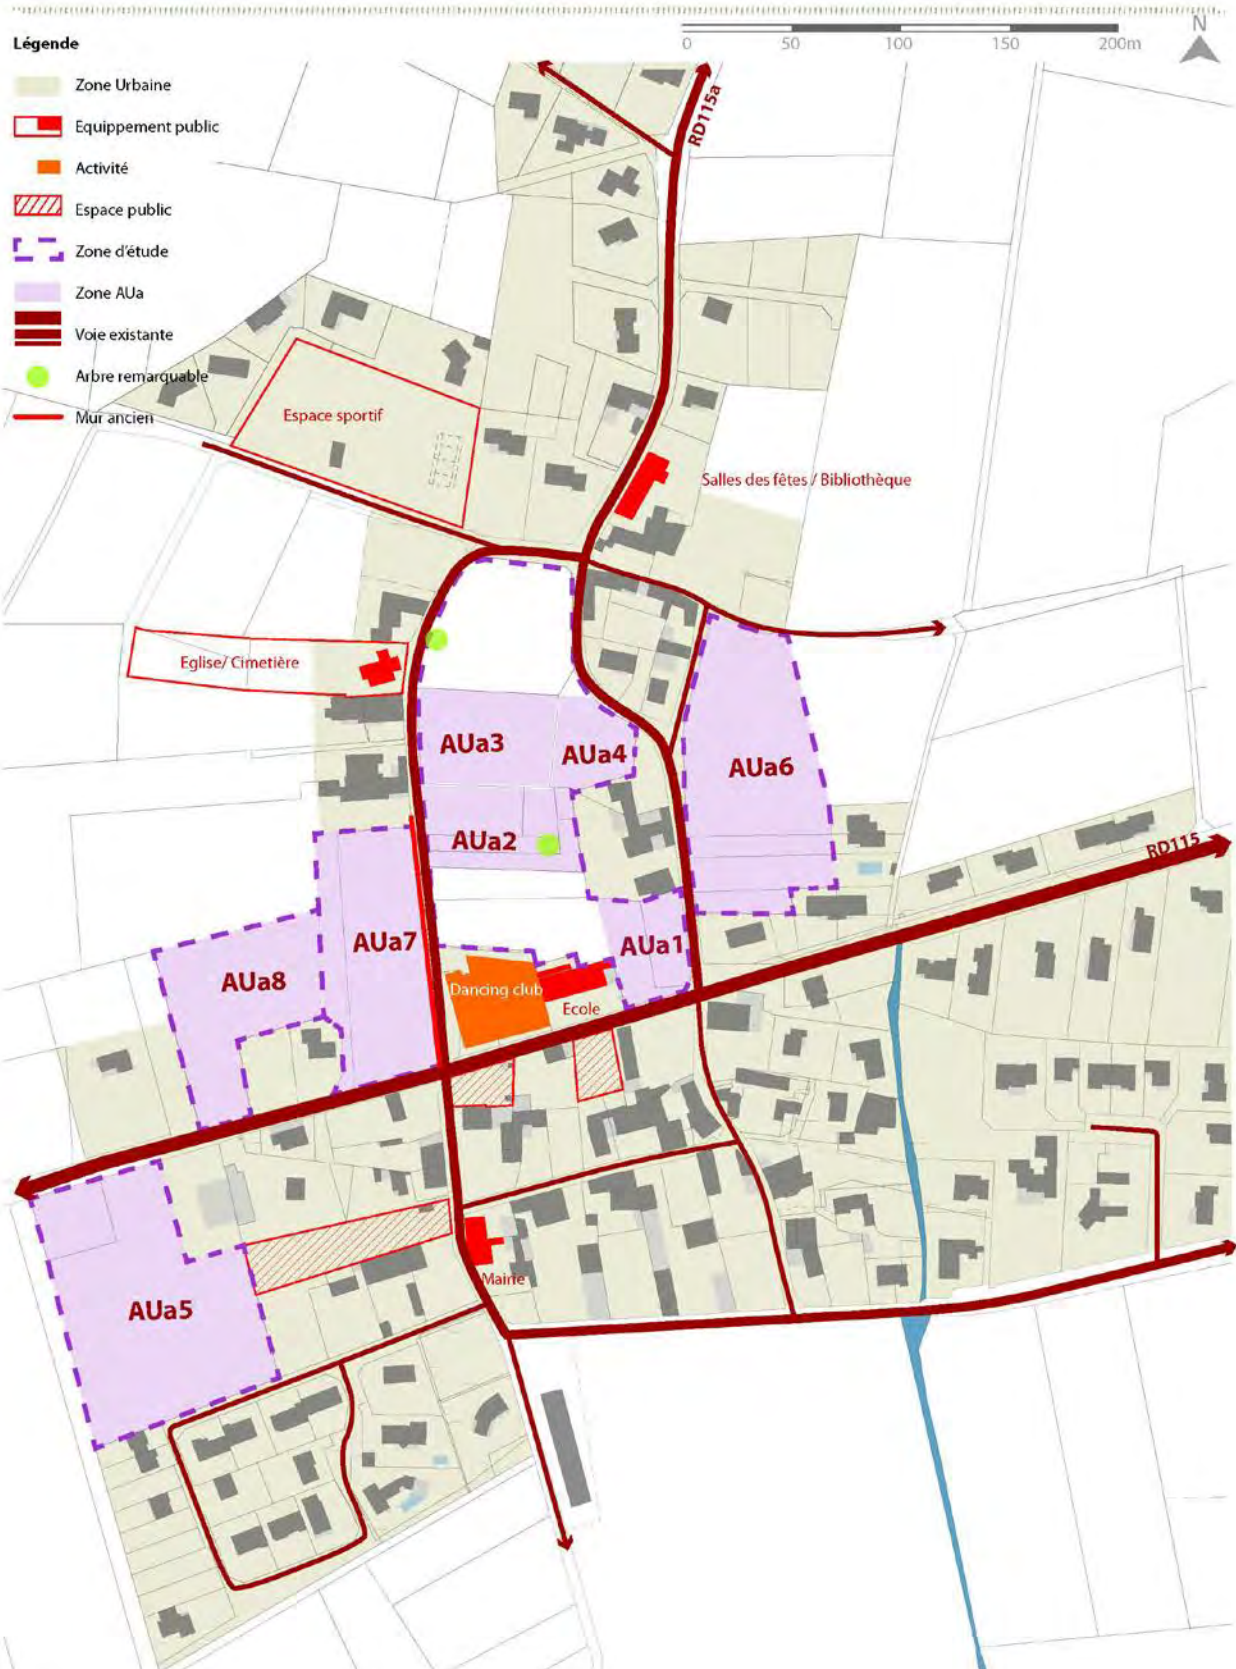 N
0 50 100 150 200m
Légende
Zone Urbaine
Equippement public
Activité
Espace public
Zone d'étude
Zone AUa
Voie existante
Arbre remarquable
Mur ancien
RD115a
Espace sportif
Salles des fêtes / Bibliothèque
Eglise/ Cimetière
AUa3
AUa4
AUa6
AUa2
RD115
AUa7
AUa1
AUa8
Dancing club
Ecole
Mairie
AUa5